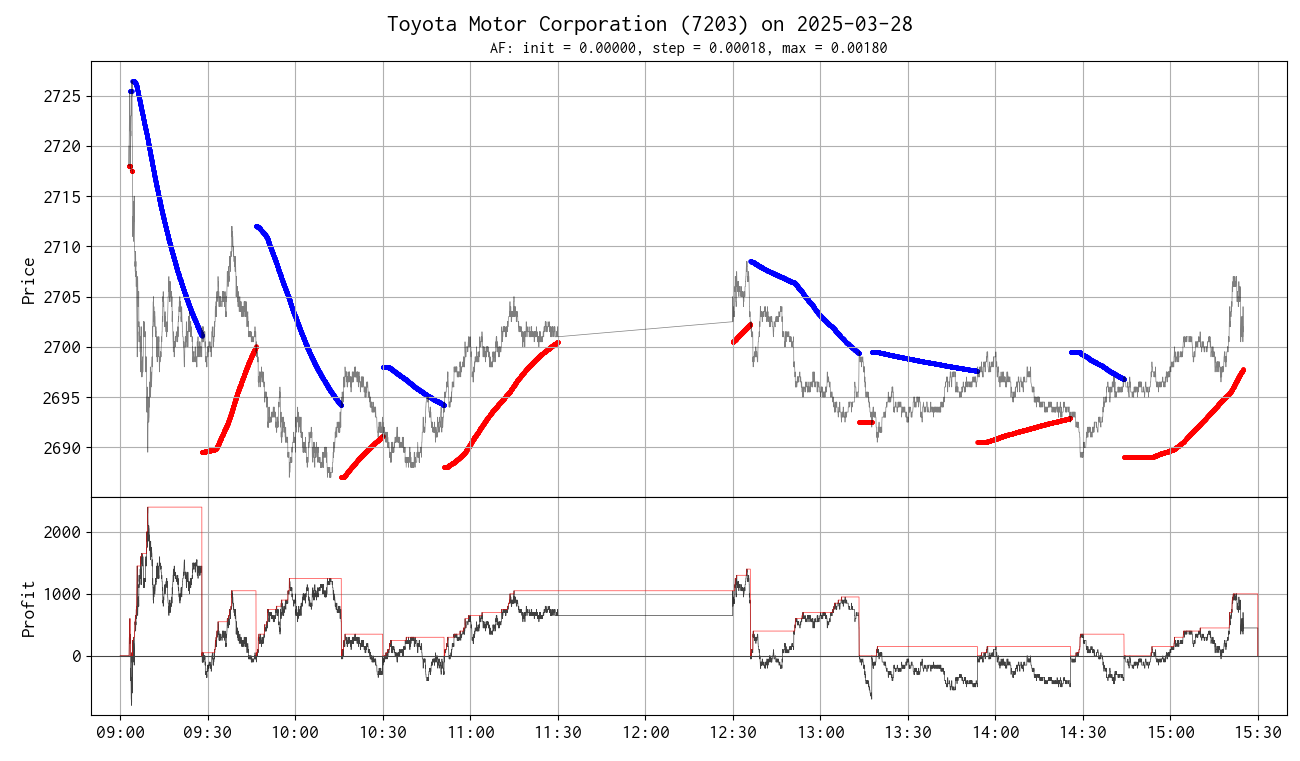 Toyota Motor Corporation (7203) on 2025-03-28
AF: init = 0.00000, step = 0.00018, max = 0.00180
Price
2725
2720
2715
2710
2705
2700
2695
2690
Profit
2000
1000
0
09:00 09:30 10:00 10:30 11:00 11:30 12:00 12:30 13:00 13:30 14:00 14:30 15:00 15:30